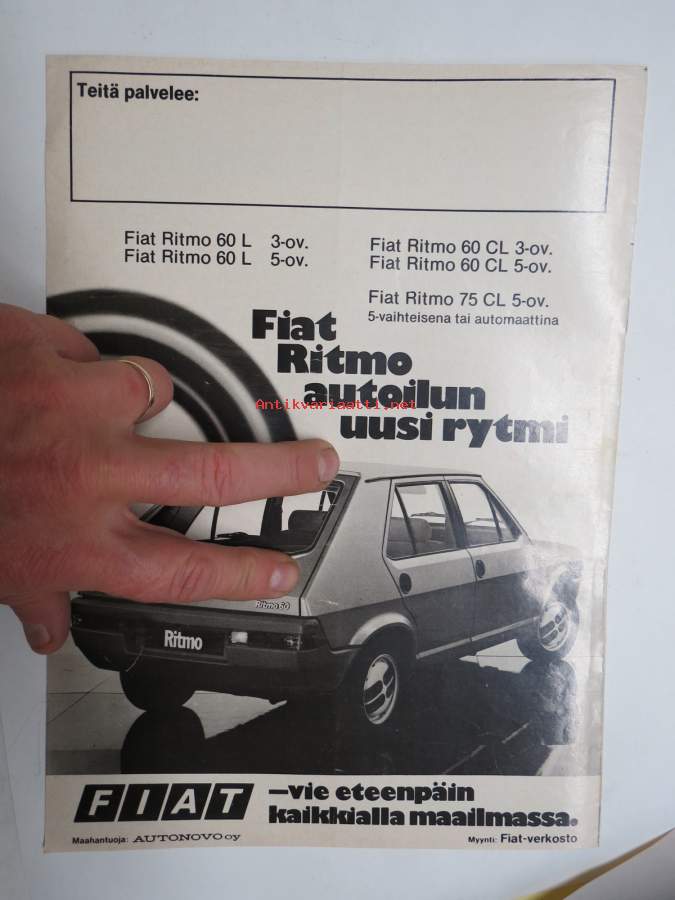 Teitä palvelee:
Fiat Ritmo 60 L 3-ov.
Fiat Ritmo 60 L 5-ov.
Fiat Ritmo 60 CL 3-ov.
Fiat Ritmo 60 CL 5-ov.
Fiat Ritmo 75 CL 5-ov.
5-vaihteisena tai automaattina
Fiat
Ritmo
autoilun
uusi rytmi
Antikvariaatti.net
Ritmo 60
Ritmo
FIAT
—vie eteenpäin
kaikkialla maailmassa.
Maahantuoja: AUTONOVO oy
Myynti: Fiat-verkosto